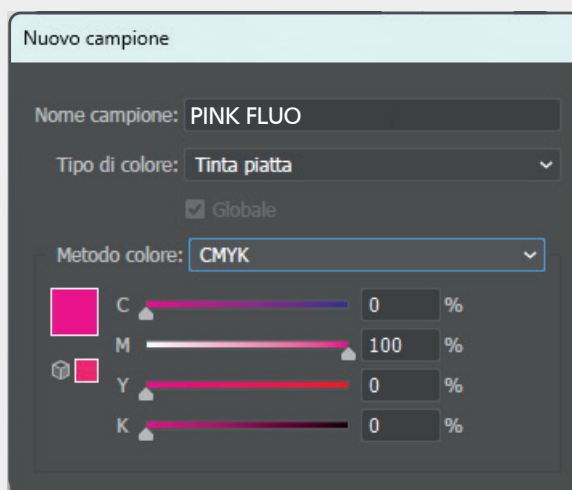 Nuovo campione
Nome campione: PINK FLUO
Tipo di colore: Tinta piatta
Globale
Metodo colore: CMYK
C 0 %
M 100 %
Y 0 %
K 0 %